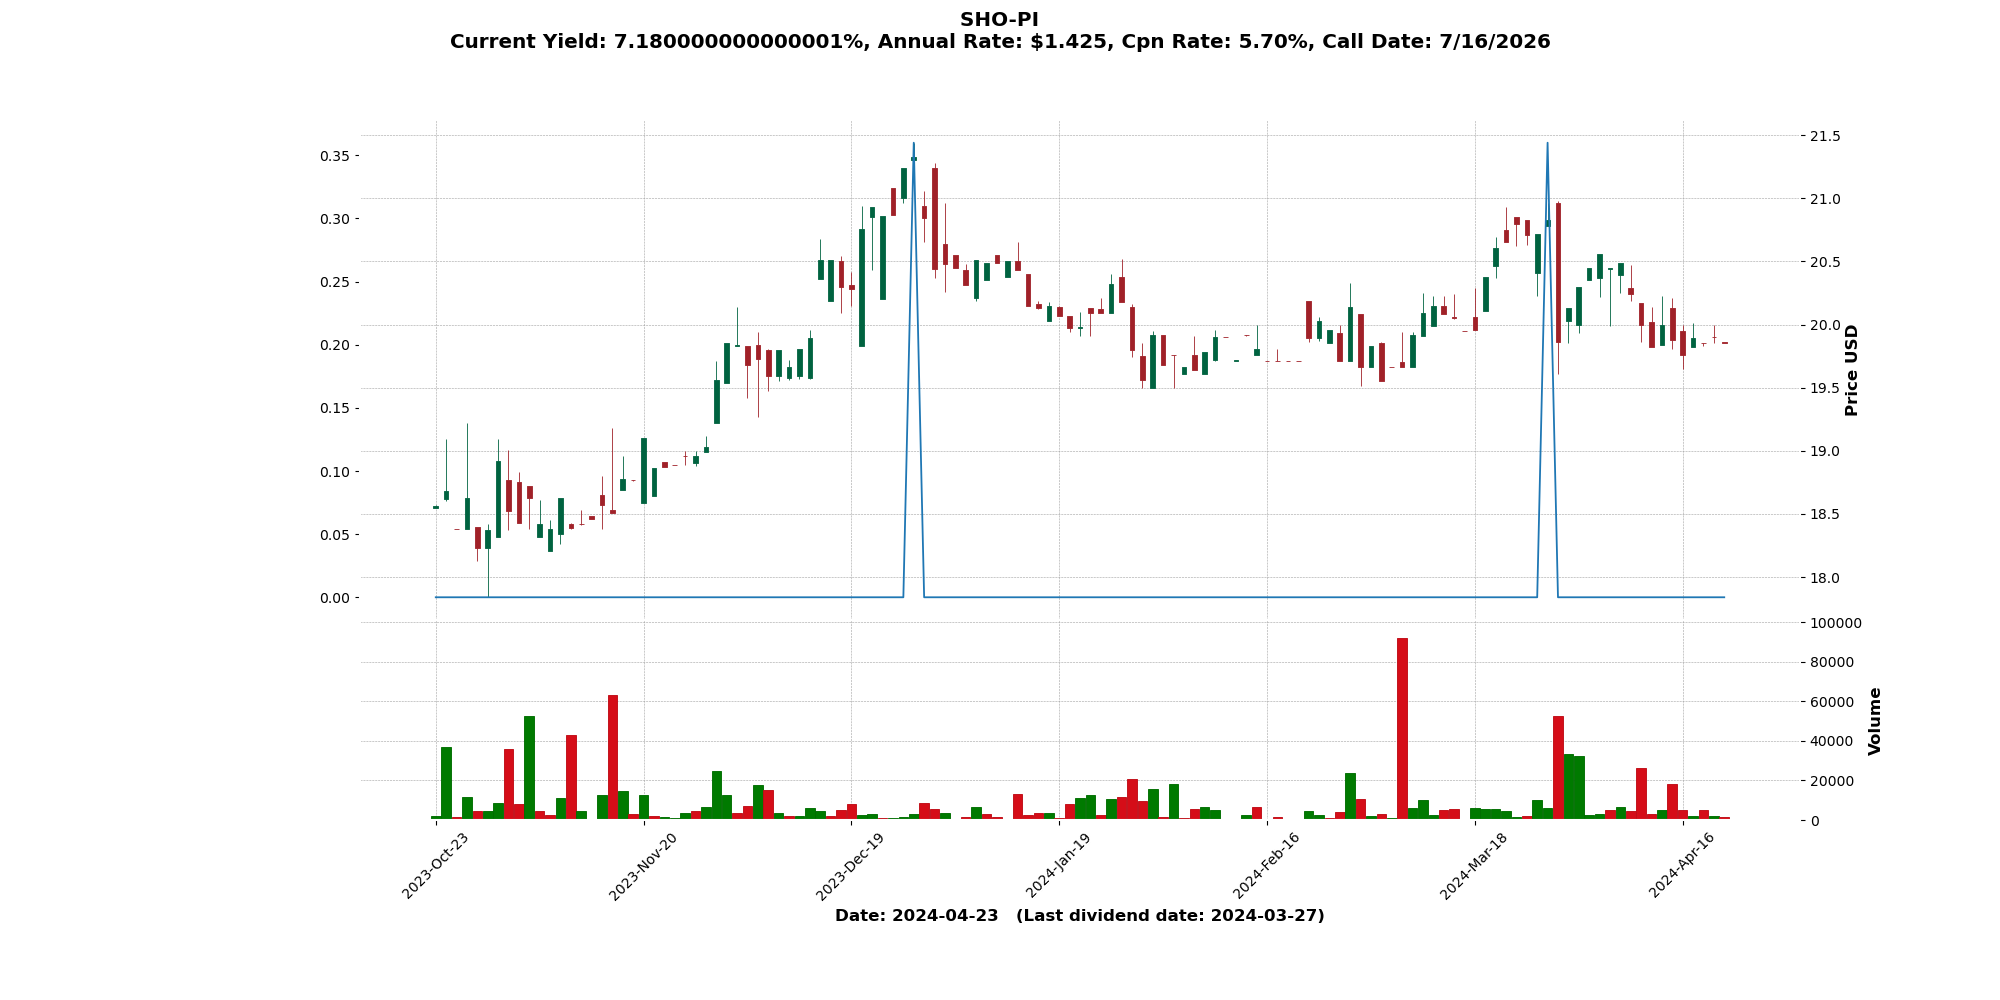 SHO-PI
Current Yield: 7.180000000000001%, Annual Rate: $1.425, Cpn Rate: 5.70%, Call Date: 7/16/2026
0.35
0.30
0.25
0.20
0.15
0.10
0.05
0.00
21.5
21.0
20.5
20.0
19.5
19.0
18.5
18.0
Price USD
100000
80000
60000
40000
20000
0
Volume
2023-Oct-23
2023-Nov-20
2023-Dec-19
2024-Jan-19
2024-Feb-16
2024-Mar-18
2024-Apr-16
Date: 2024-04-23   (Last dividend date: 2024-03-27)